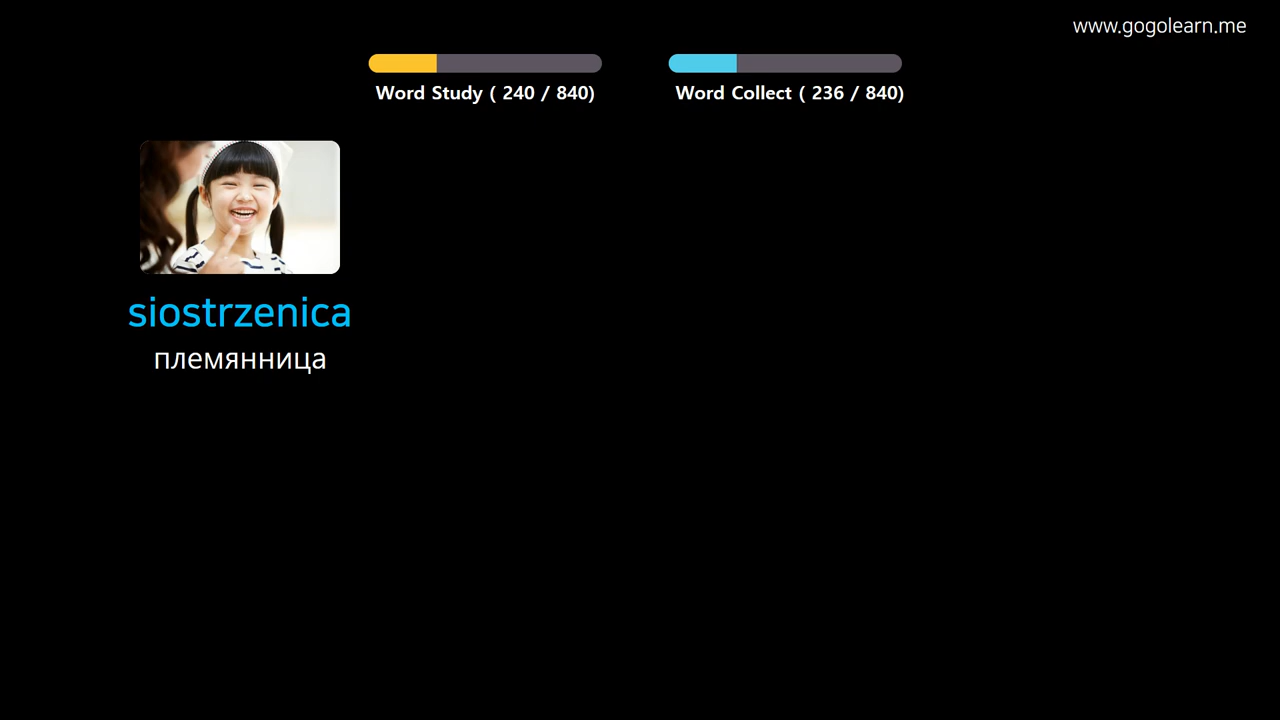 www.gogolearn.me
Word Study ( 240 / 840)
Word Collect ( 236 / 840)
siostrzenica
племянница